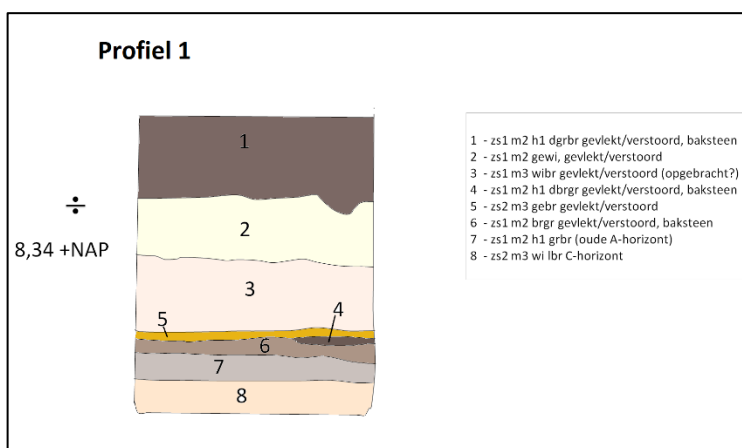 Profiel 1
÷
8,34 +NAP
1
2
3
4
5
6
7
8
1 - zs1 m2 h1 dgrbr gevlekt/verstoord, baksteen
2 - zs1 m2 gewi, gevlekt/verstoord
3 - zs1 m3 wibr gevlekt/verstoord (opgebracht?)
4 - zs1 m2 h1 dbrgr gevlekt/verstoord, baksteen
5 - zs2 m3 gebr gevlekt/verstoord
6 - zs1 m2 brgr gevlekt/verstoord, baksteen
7 - zs1 m2 h1 grbr (oude A-horizont)
8 - zs2 m3 wi lbr C-horizont